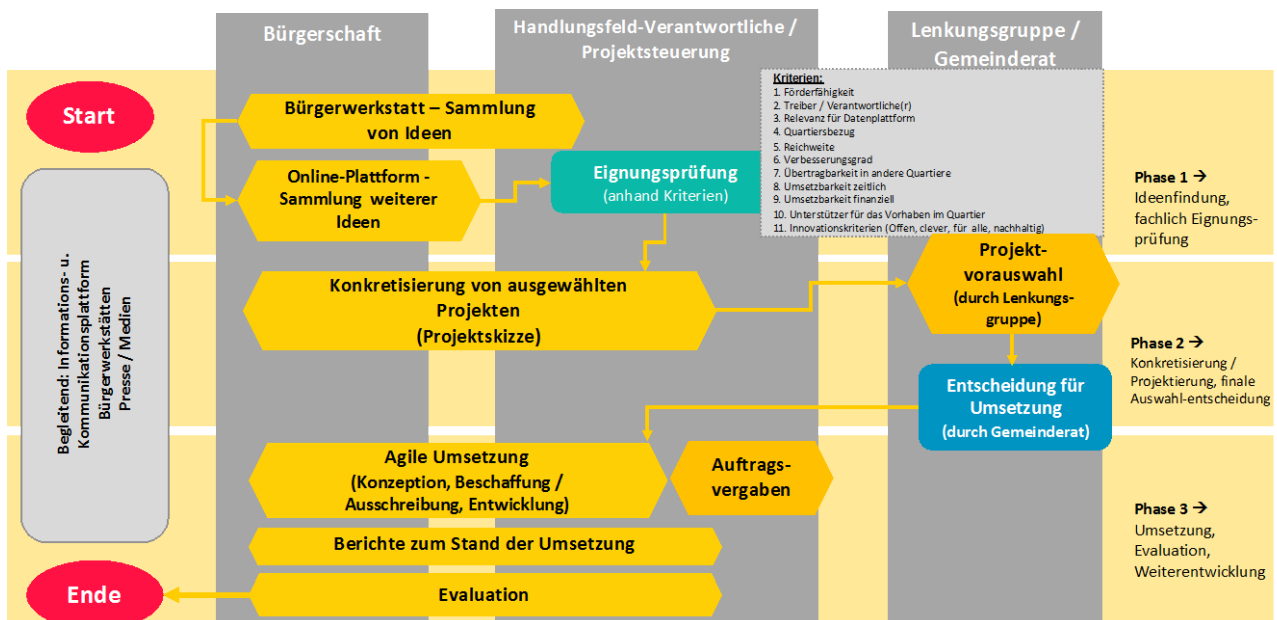 Bürgerschaft
Handlungsfeld-Verantwortliche /
Projektsteuerung
Lenkungsgruppe /
Gemeinderat
Start
Bürgerwerkstatt – Sammlung
von Ideen
Online-Plattform -
Sammlung weiterer
Ideen
Eignungsprüfung
(anhand Kriterien)
Kriterien:
1. Förderfähigkeit
2. Treiber / Verantwortliche(r)
3. Relevanz für Datenplattform
4. Quartiersbezug
5. Reichweite
6. Verbesserungsgrad
7. Übertragbarkeit in andere Quartiere
8. Umsetzbarkeit zeitlich
9. Umsetzbarkeit finanziell
10. Unterstützer für das Vorhaben im Quartier
11. Innovationskriterien (Offen, clever, für alle, nachhaltig)
Phase 1 →
Ideenfindung,
fachlich Eignungs-
prüfung
Begleitend: Informations- u.
Kommunikationsplattform
Bürgerwerkstätten
Presse / Medien
Konkretisierung von ausgewählten
Projekten
(Projektskizze)
Projekt-
vorauswahl
(durch Lenkungs-
gruppe)
Entscheidung für
Umsetzung
(durch Gemeinderat)
Phase 2 →
Konkretisierung /
Projektierung, finale
Auswahl-entscheidung
Agile Umsetzung
(Konzeption, Beschaffung /
Ausschreibung, Entwicklung)
Auftrags-
vergaben
Berichte zum Stand der Umsetzung
Evaluation
Ende
Phase 3 →
Umsetzung,
Evaluation,
Weiterentwicklung